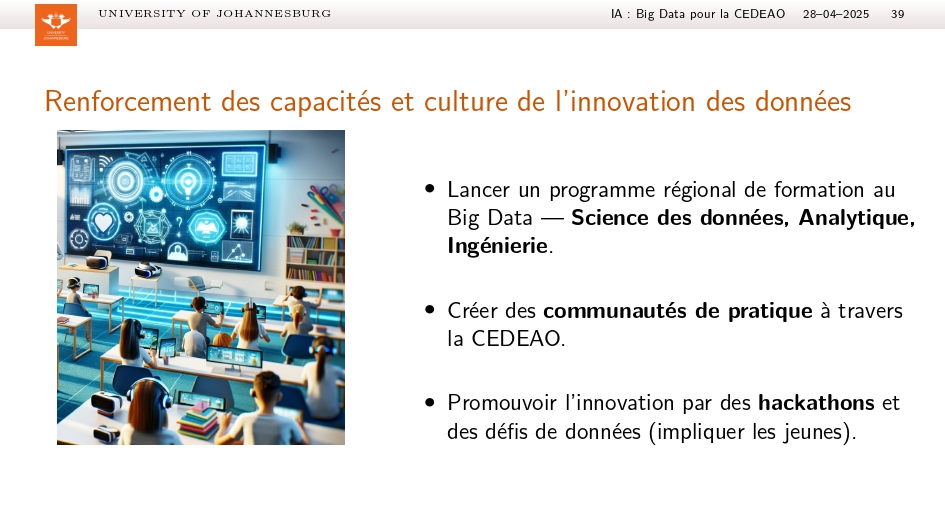 UNIVERSITY OF JOHANNESBURG
IA : Big Data pour la CEDEAO 28–04–2025 39
UNIVERSITY
JOHANNESBURG
Renforcement des capacités et culture de l'innovation des données
• Lancer un programme régional de formation au
Big Data — Science des données, Analytique,
Ingénierie.
• Créer des communautés de pratique à travers
la CEDEAO.
• Promouvoir l'innovation par des hackathons et
des défis de données (impliquer les jeunes).